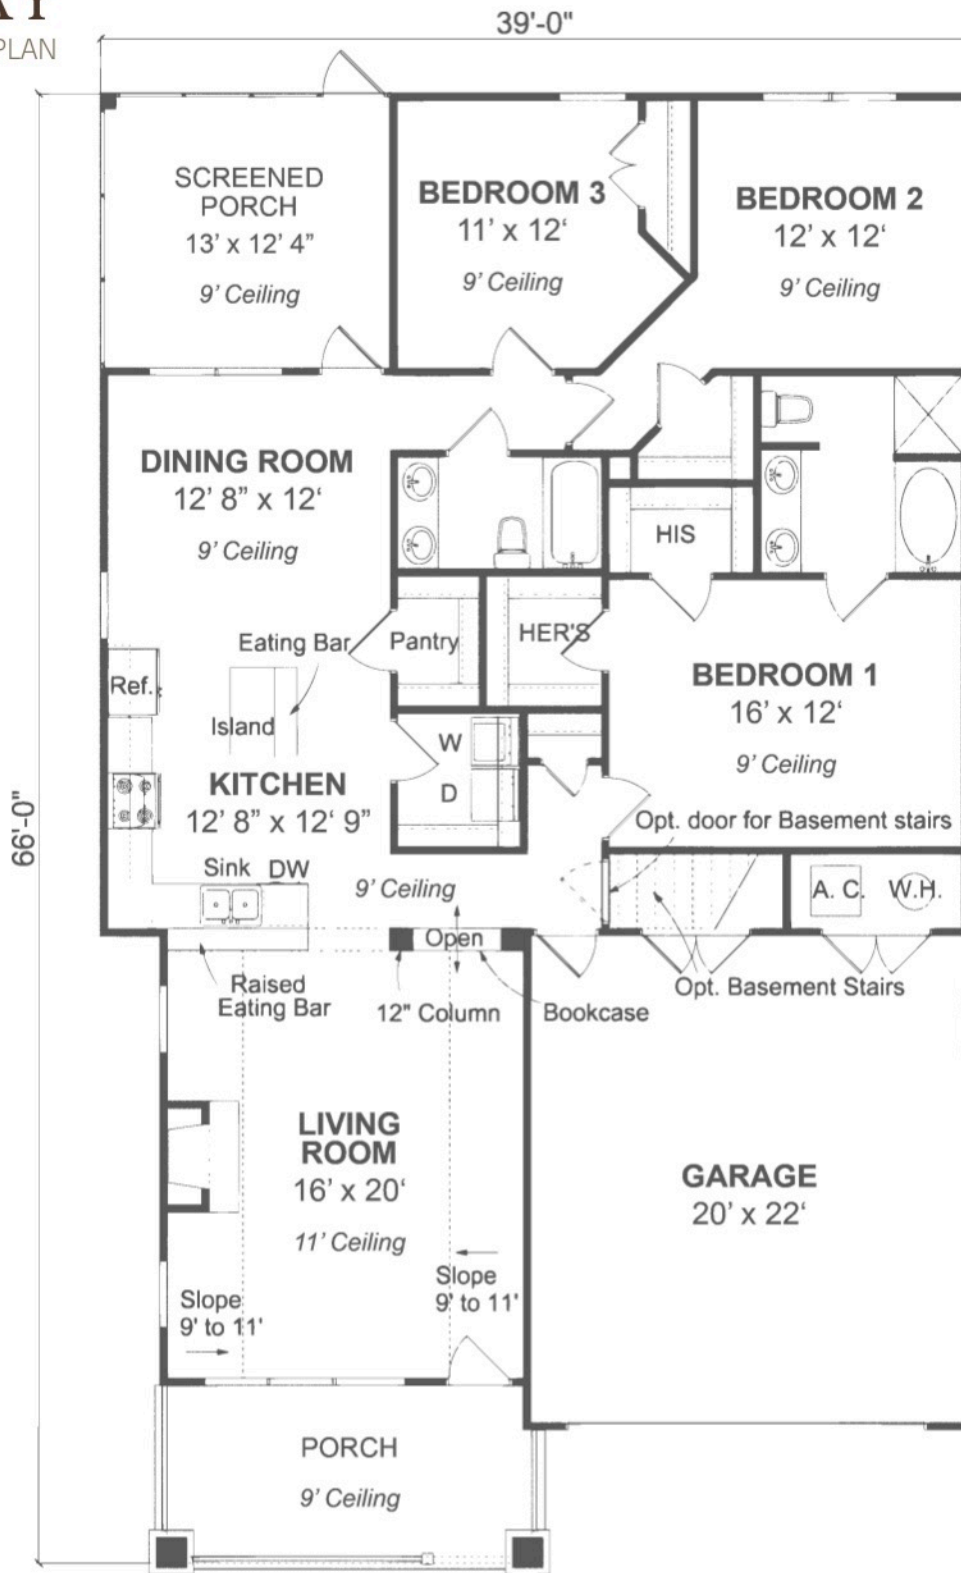 PLAN
39'-0"
66'-0"
SCREENED
PORCH
13' x 12' 4”
9' Ceiling
BEDROOM 3
11' x 12‘
9' Ceiling
BEDROOM 2
12' x 12‘
9' Ceiling
DINING ROOM
12' 8” x 12‘
9' Ceiling
HIS
Eating Bar
Pantry
HER'S
Ref.
Island
BEDROOM 1
16' x 12‘
9' Ceiling
W
D
KITCHEN
12' 8” x 12‘ 9”
Opt. door for Basement stairs
Sink DW
9' Ceiling
A. C. W.H.
Open
Raised
Eating Bar
12" Column
Bookcase
Opt. Basement Stairs
LIVING
ROOM
16' x 20‘
11' Ceiling
GARAGE
20' x 22‘
Slope
9' to 11'
Slope
9' to 11'
PORCH
9' Ceiling